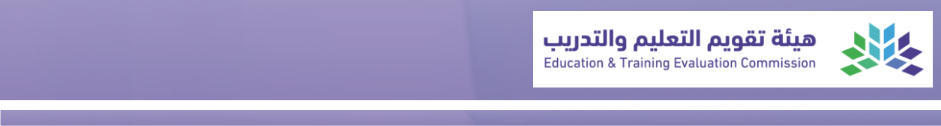 هيئة تقويم التعليم والتدريب
Education & Training Evaluation Commission